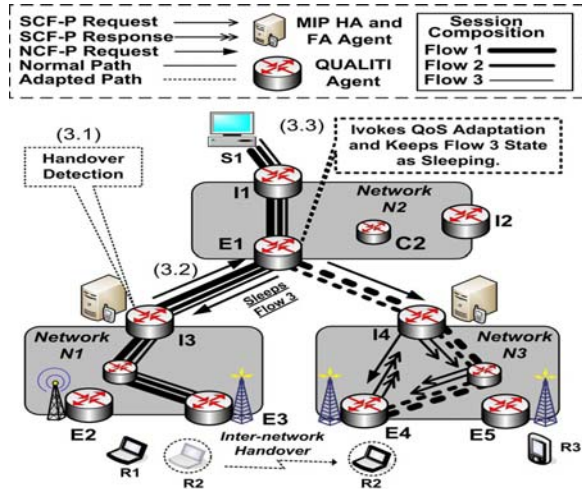 SCF-P Request
SCF-P Response
NCF-P Request
Normal Path
Adapted Path
MIP HA and
FA Agent
QUALITI
Agent
Session
Composition
Flow 1
Flow 2
Flow 3
(3.1)
Handover
Detection
S1
(3.3)
Ivokes QoS Adaptation
and Keeps Flow 3 State
as Sleeping.
I1
Network
N2
I2
E1
C2
(3.2)
Sleeps
Flow 3
I3
I4
Network
N1
Network
N3
E2
E3
E4
E5
R1
R2
Inter-network
Handover
R2
R3